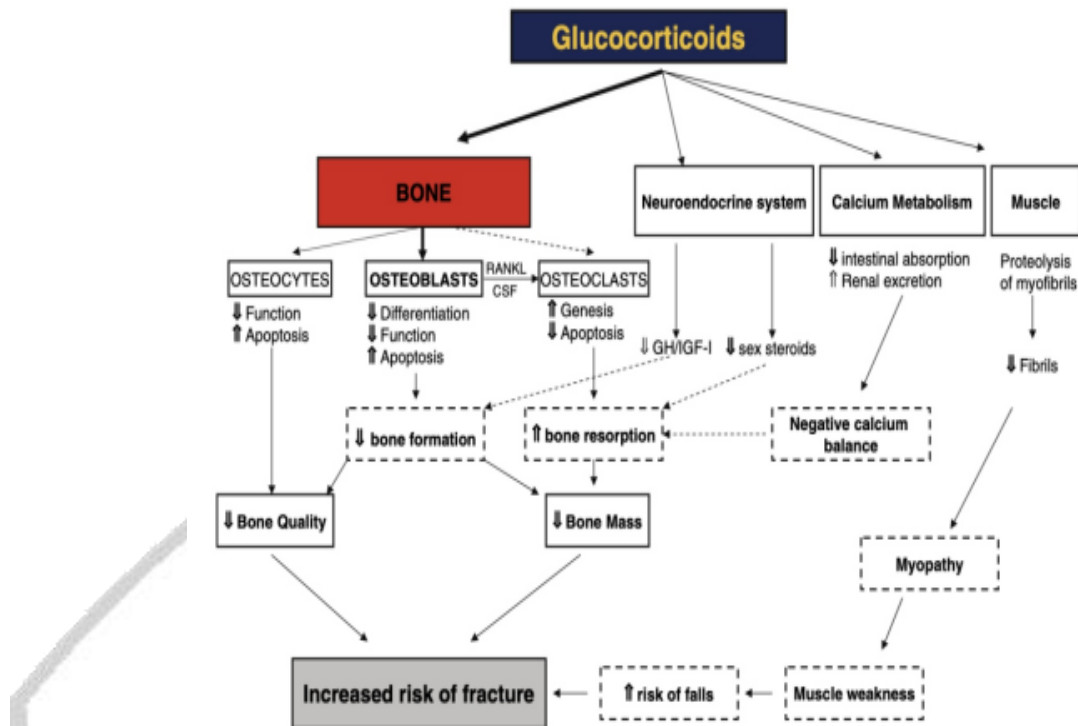 Glucocorticoids
BONE
Neuroendocrine system
Calcium Metabolism
Muscle
OSTEOCYTES
OSTEOBLASTS
RANKL
CSF
OSTEOCLASTS
⇓ intestinal absorption
⇑ Renal excretion
Proteolysis
of myofibrils
⇓ Function
⇑ Apoptosis
⇓ Differentiation
⇓ Function
⇑ Apoptosis
⇑ Genesis
⇓ Apoptosis
⇓ GH/IGF-I
⇓ sex steroids
⇓ Fibrils
⇓ bone formation
⇑ bone resorption
Negative calcium
balance
⇓ Bone Quality
⇓ Bone Mass
Myopathy
Increased risk of fracture
⇑ risk of falls
Muscle weakness